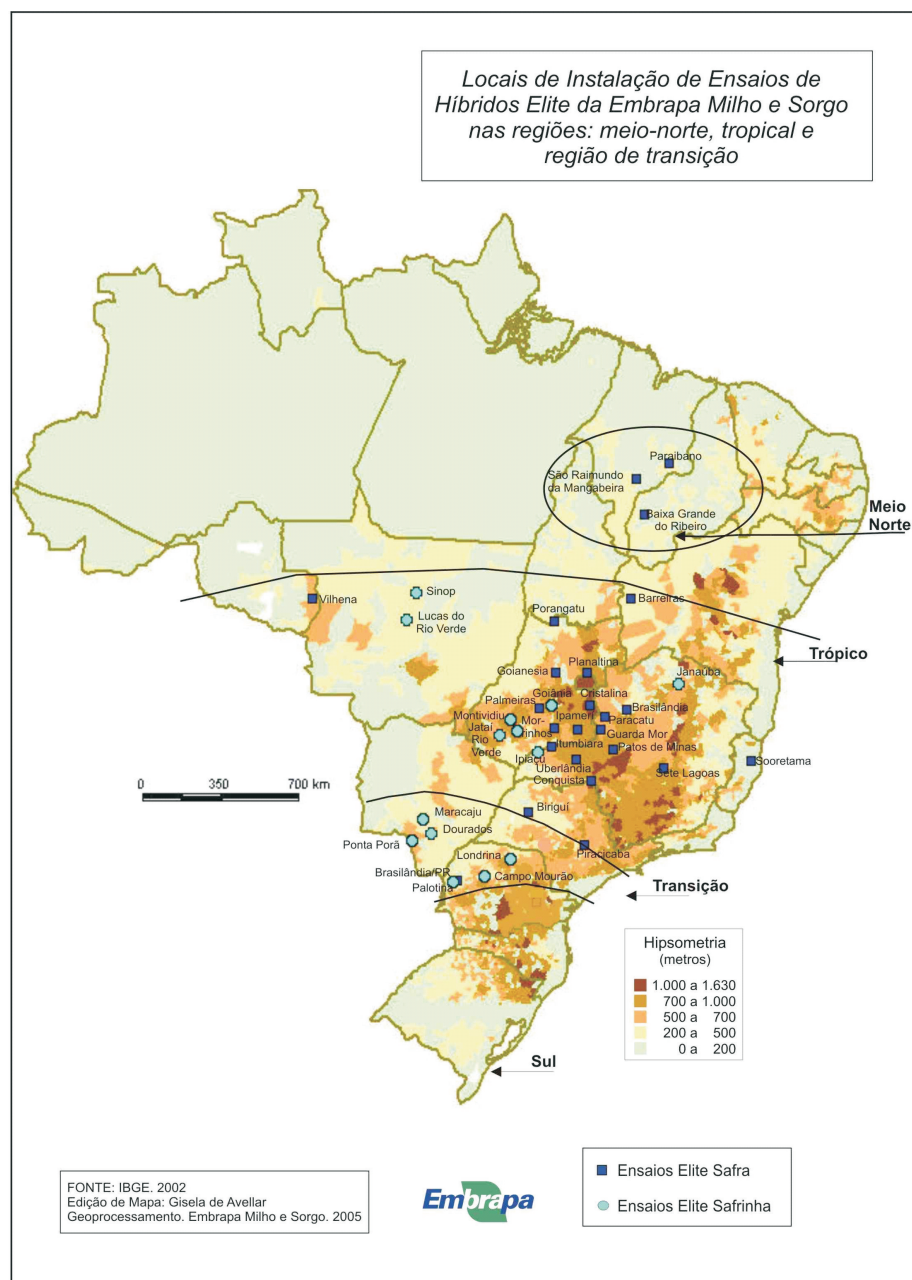 Locais de Instalação de Ensaios de
Híbridos Elite da Embrapa Milho e Sorgo
nas regiões: meio-norte, tropical e
região de transição
Paraibano
São Raimundo
da Mangabeira
Baixa Grande
do Ribeiro
Meio
Norte
Vilhena
Sinop
Lucas do
Rio Verde
Barreiras
Porangatu
Trópico
Goianesia
Planaltina
Janaúba
Goiânia
Cristalina
Palmeiras
Brasilândia
Montividiu
Mor-
rinhos
Ipameri
Paracatu
Jataí
Rio
Verde
Guarda Mor
Itumbiara
Patos de Minas
Ipiaçu
Uberlândia
Sete Lagoas
Sooretama
Conquista
0 350 700 km
Birigui
Maracaju
Dourados
Ponta Porã
Piracicaba
Londrina
Brasilândia/PR
Campo Mourão
Palotina
Transição
Hipsometria
(metros)
1.000 a 1.630
700 a 1.000
500 a 700
200 a 500
0 a 200
Sul
FONTE: IBGE. 2002
Edição de Mapa: Gisela de Avellar
Geoprocessamento. Embrapa Milho e Sorgo. 2005
Embrapa
Ensaios Elite Safra
Ensaios Elite Safrinha